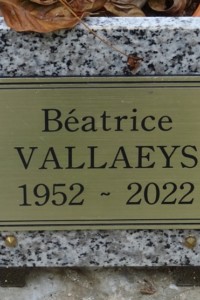 Béatrice
VALLAEYS
1952 ~ 2022